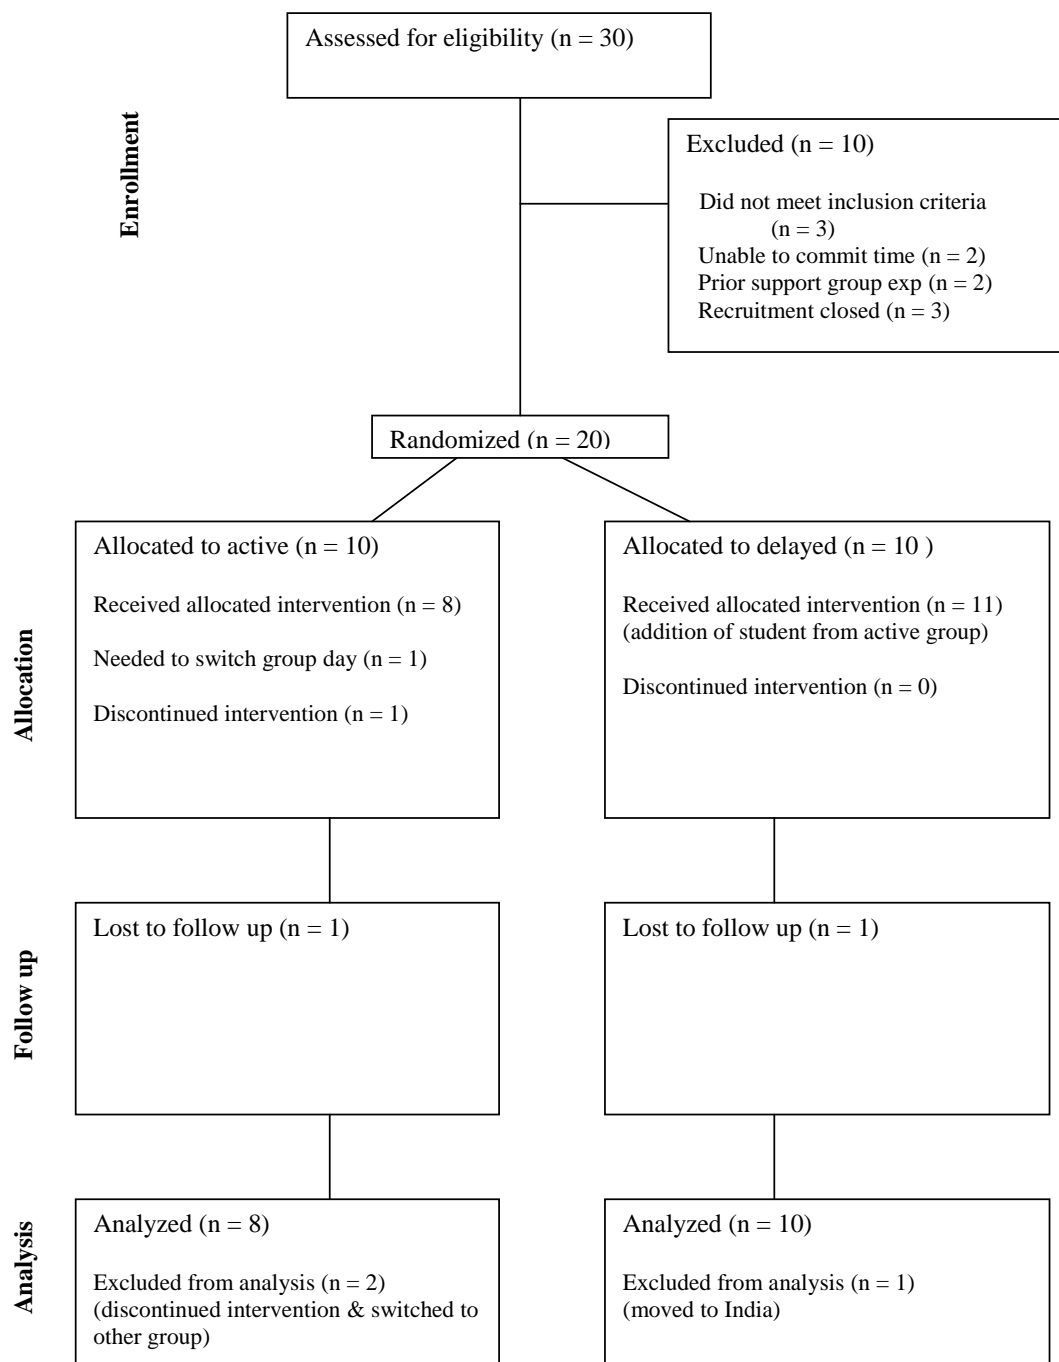 Assessed for eligibility (n = 30)
Enrollment
Excluded (n = 10)
Did not meet inclusion criteria
(n = 3)
Unable to commit time (n = 2)
Prior support group exp (n = 2)
Recruitment closed (n = 3)
Randomized (n = 20)
Allocation
Allocated to active (n = 10)
Received allocated intervention (n = 8)
Needed to switch group day (n = 1)
Discontinued intervention (n = 1)
Allocated to delayed (n = 10 )
Received allocated intervention (n = 11)
(addition of student from active group)
Discontinued intervention (n = 0)
Follow up
Lost to follow up (n = 1)
Lost to follow up (n = 1)
Analysis
Analyzed (n = 8)
Excluded from analysis (n = 2)
(discontinued intervention & switched to
other group)
Analyzed (n = 10)
Excluded from analysis (n = 1)
(moved to India)